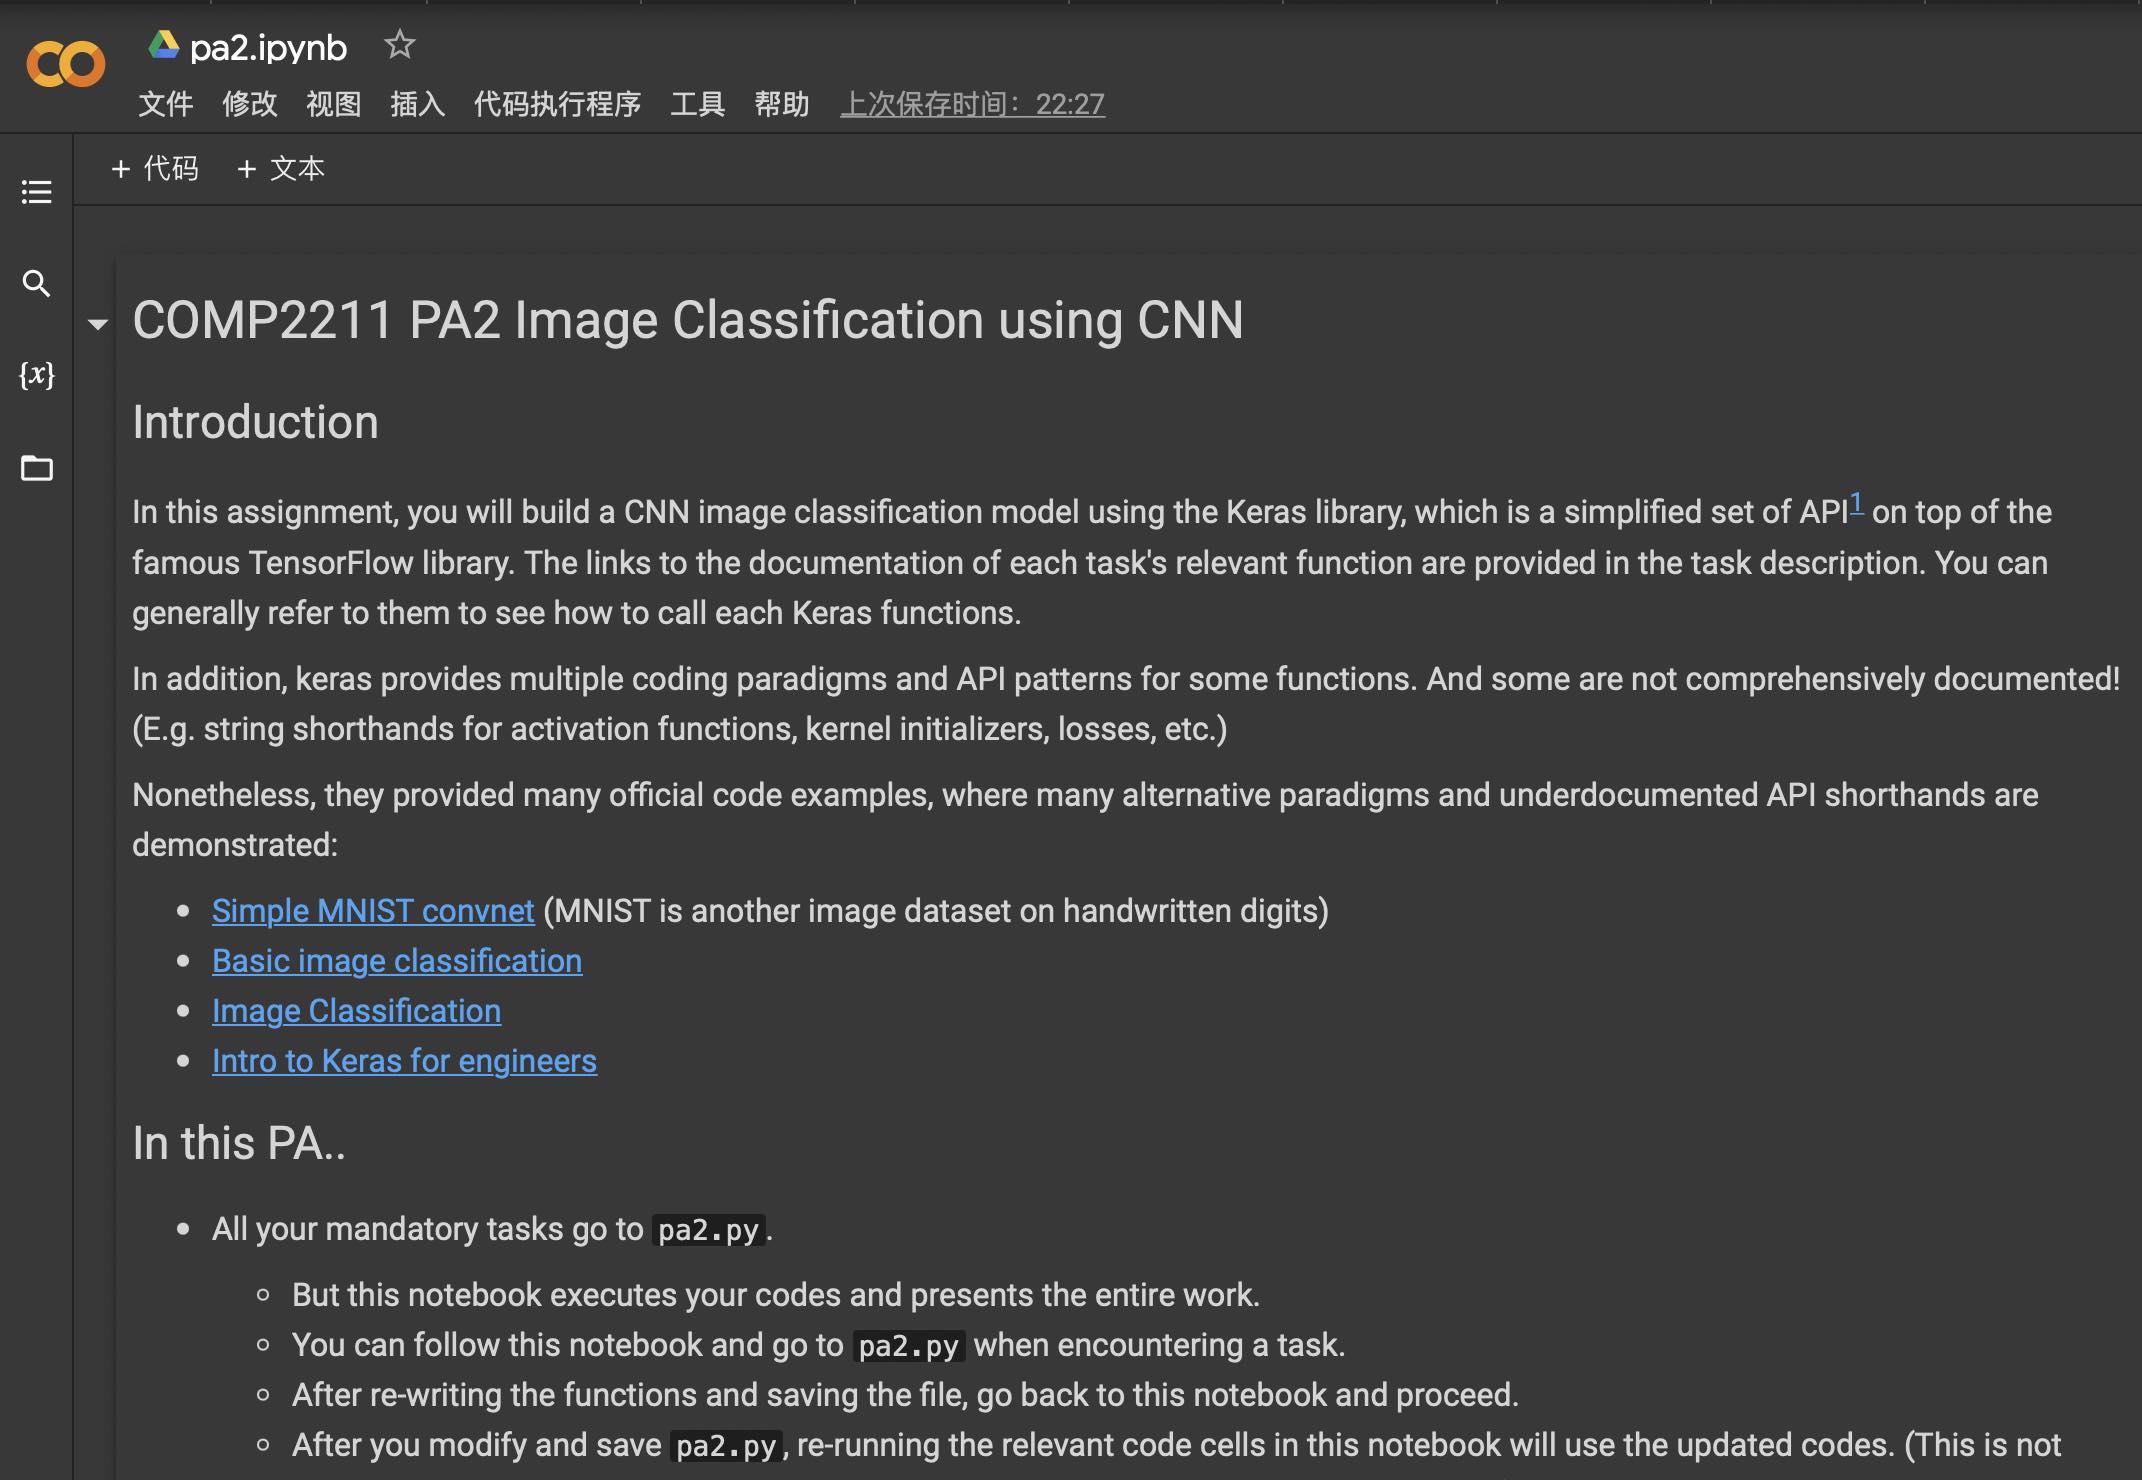 pa2.ipynb
文件 修改 视图 插入 代码执行程序 工具 帮助 上次保存时间：22:27
+ 代码 + 文本
{x}
COMP2211 PA2 Image Classification using CNN
Introduction
In this assignment, you will build a CNN image classification model using the Keras library, which is a simplified set of API1 on top of the
famous TensorFlow library. The links to the documentation of each task's relevant function are provided in the task description. You can
generally refer to them to see how to call each Keras functions.
In addition, keras provides multiple coding paradigms and API patterns for some functions. And some are not comprehensively documented!
(E.g. string shorthands for activation functions, kernel initializers, losses, etc.)
Nonetheless, they provided many official code examples, where many alternative paradigms and underdocumented API shorthands are
demonstrated:
Simple MNIST convnet (MNIST is another image dataset on handwritten digits)
Basic image classification
Image Classification
Intro to Keras for engineers
In this PA..
All your mandatory tasks go to pa2.py.
But this notebook executes your codes and presents the entire work.
You can follow this notebook and go to pa2.py when encountering a task.
After re-writing the functions and saving the file, go back to this notebook and proceed.
After you modify and save pa2.py, re-running the relevant code cells in this notebook will use the updated codes. (This is not